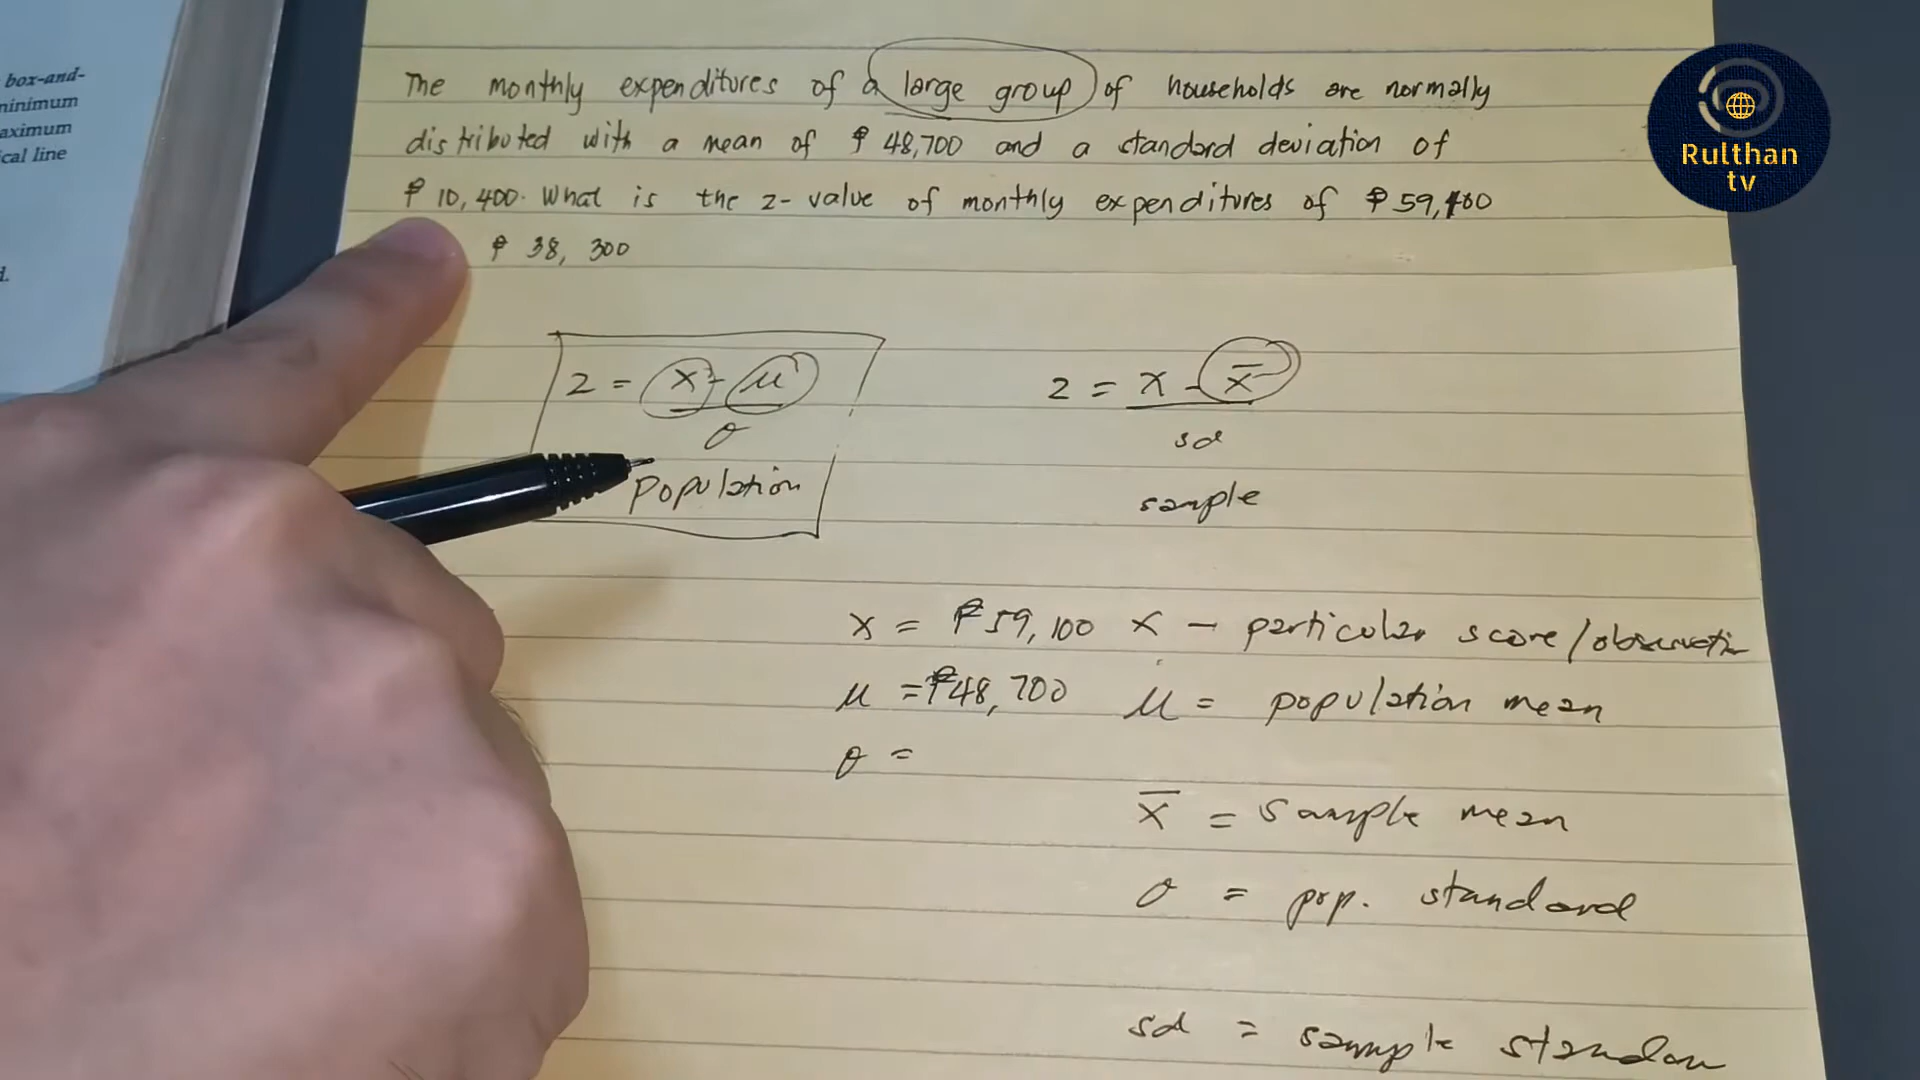 box-and-
minimum
aximum
cal line
d.
The monthly expenditures of a large group of households are normally
distributed with a mean of ₱ 48,700 and a standard deviation of
₱ 10,400. What is the z-value of monthly expenditures of ₱ 59,100
₱ 38,300
Rulthan
tv
z = x - μ
σ
population
z = x - x̄
sd
sample
x = ₱59,100 x - particular score/observation
μ = ₱48,700 μ = population mean
σ =
x̄ = sample mean
σ = pop. standard
sd = sample standar